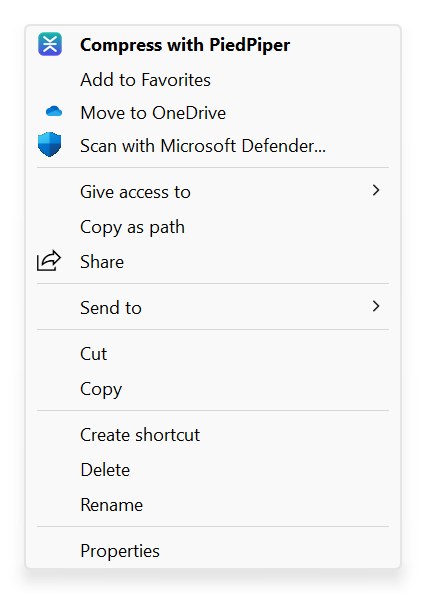 Compress with PiedPiper
Add to Favorites
Move to OneDrive
Scan with Microsoft Defender...
Give access to
Copy as path
Share
Send to
Cut
Copy
Create shortcut
Delete
Rename
Properties